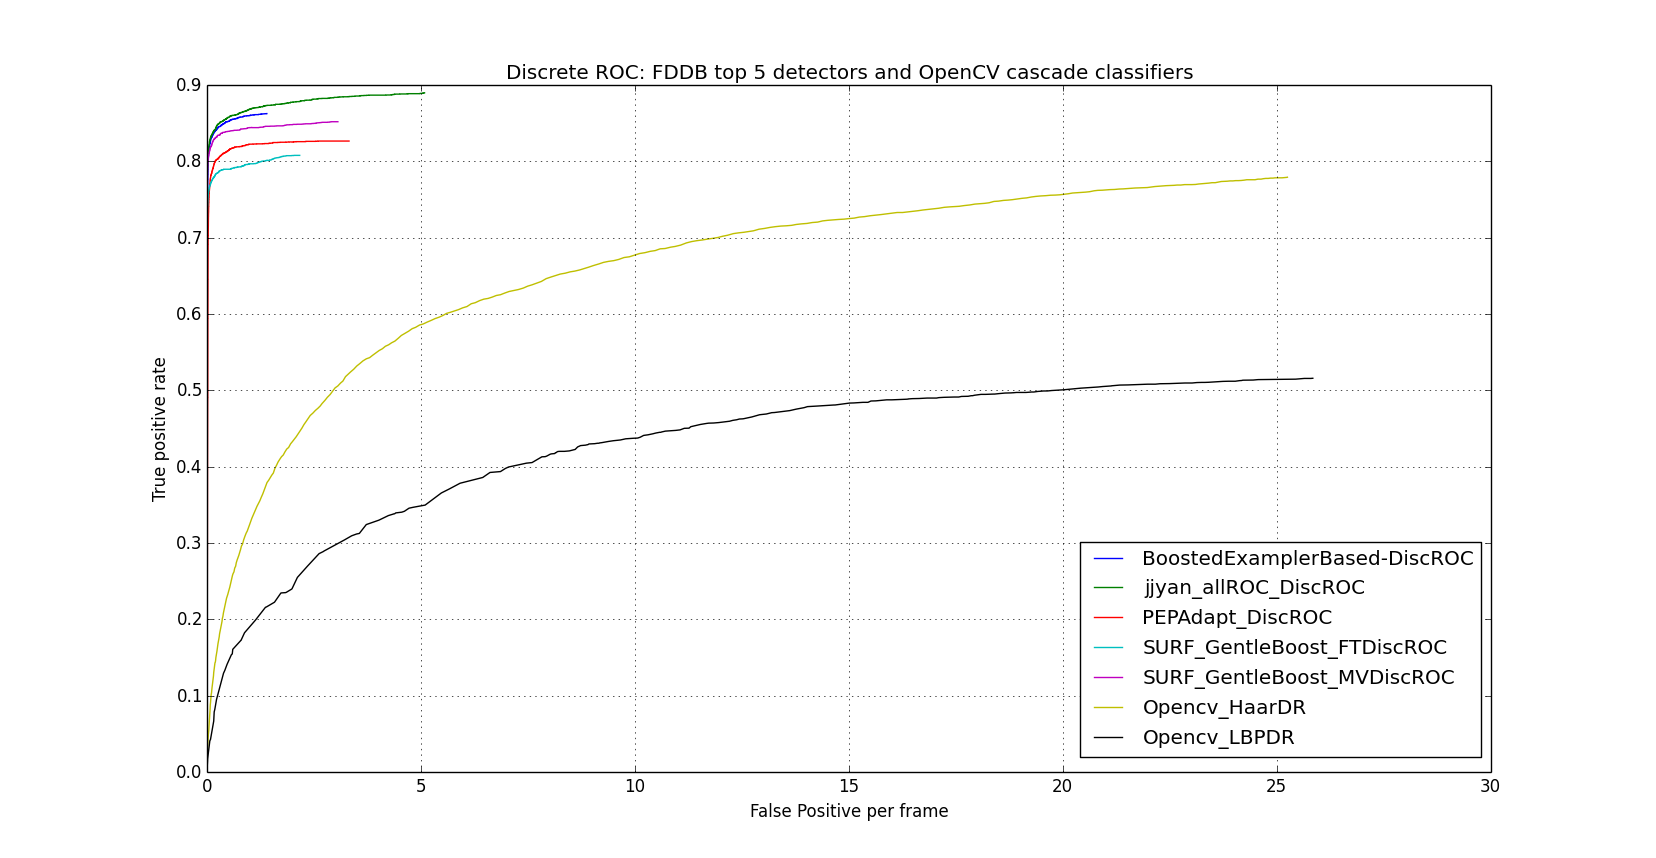 Discrete ROC: FDDB top 5 detectors and OpenCV cascade classifiers
0.9
0.8
0.7
0.6
0.5
0.4
0.3
0.2
0.1
0.0
True positive rate
0 5 10 15 20 25 30
False Positive per frame
BoostedExamplerBased-DiscROC
jjyan_allROC_DiscROC
PEPAdapt_DiscROC
SURF_GentleBoost_FTDiscROC
SURF_GentleBoost_MVDiscROC
Opencv_HaarDR
Opencv_LBPDR